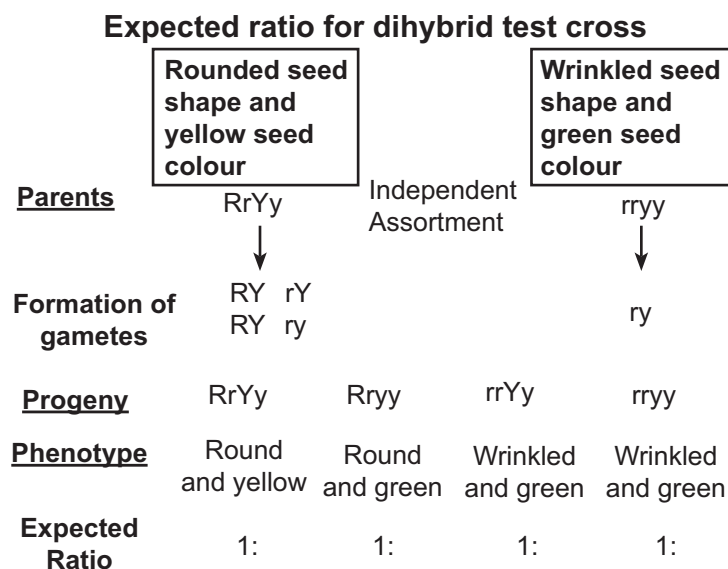 Expected ratio for dihybrid test cross
Rounded seed
shape and
yellow seed
colour
Wrinkled seed
shape and
green seed
colour
Parents
RrYy
Independent
Assortment
rryy
Formation of
gametes
RY rY
RY ry
ry
Progeny
RrYy Rryy rrYy rryy
Phenotype
Round
and yellow
Round
and green
Wrinkled
and green
Wrinkled
and green
Expected
Ratio
1: 1: 1: 1: